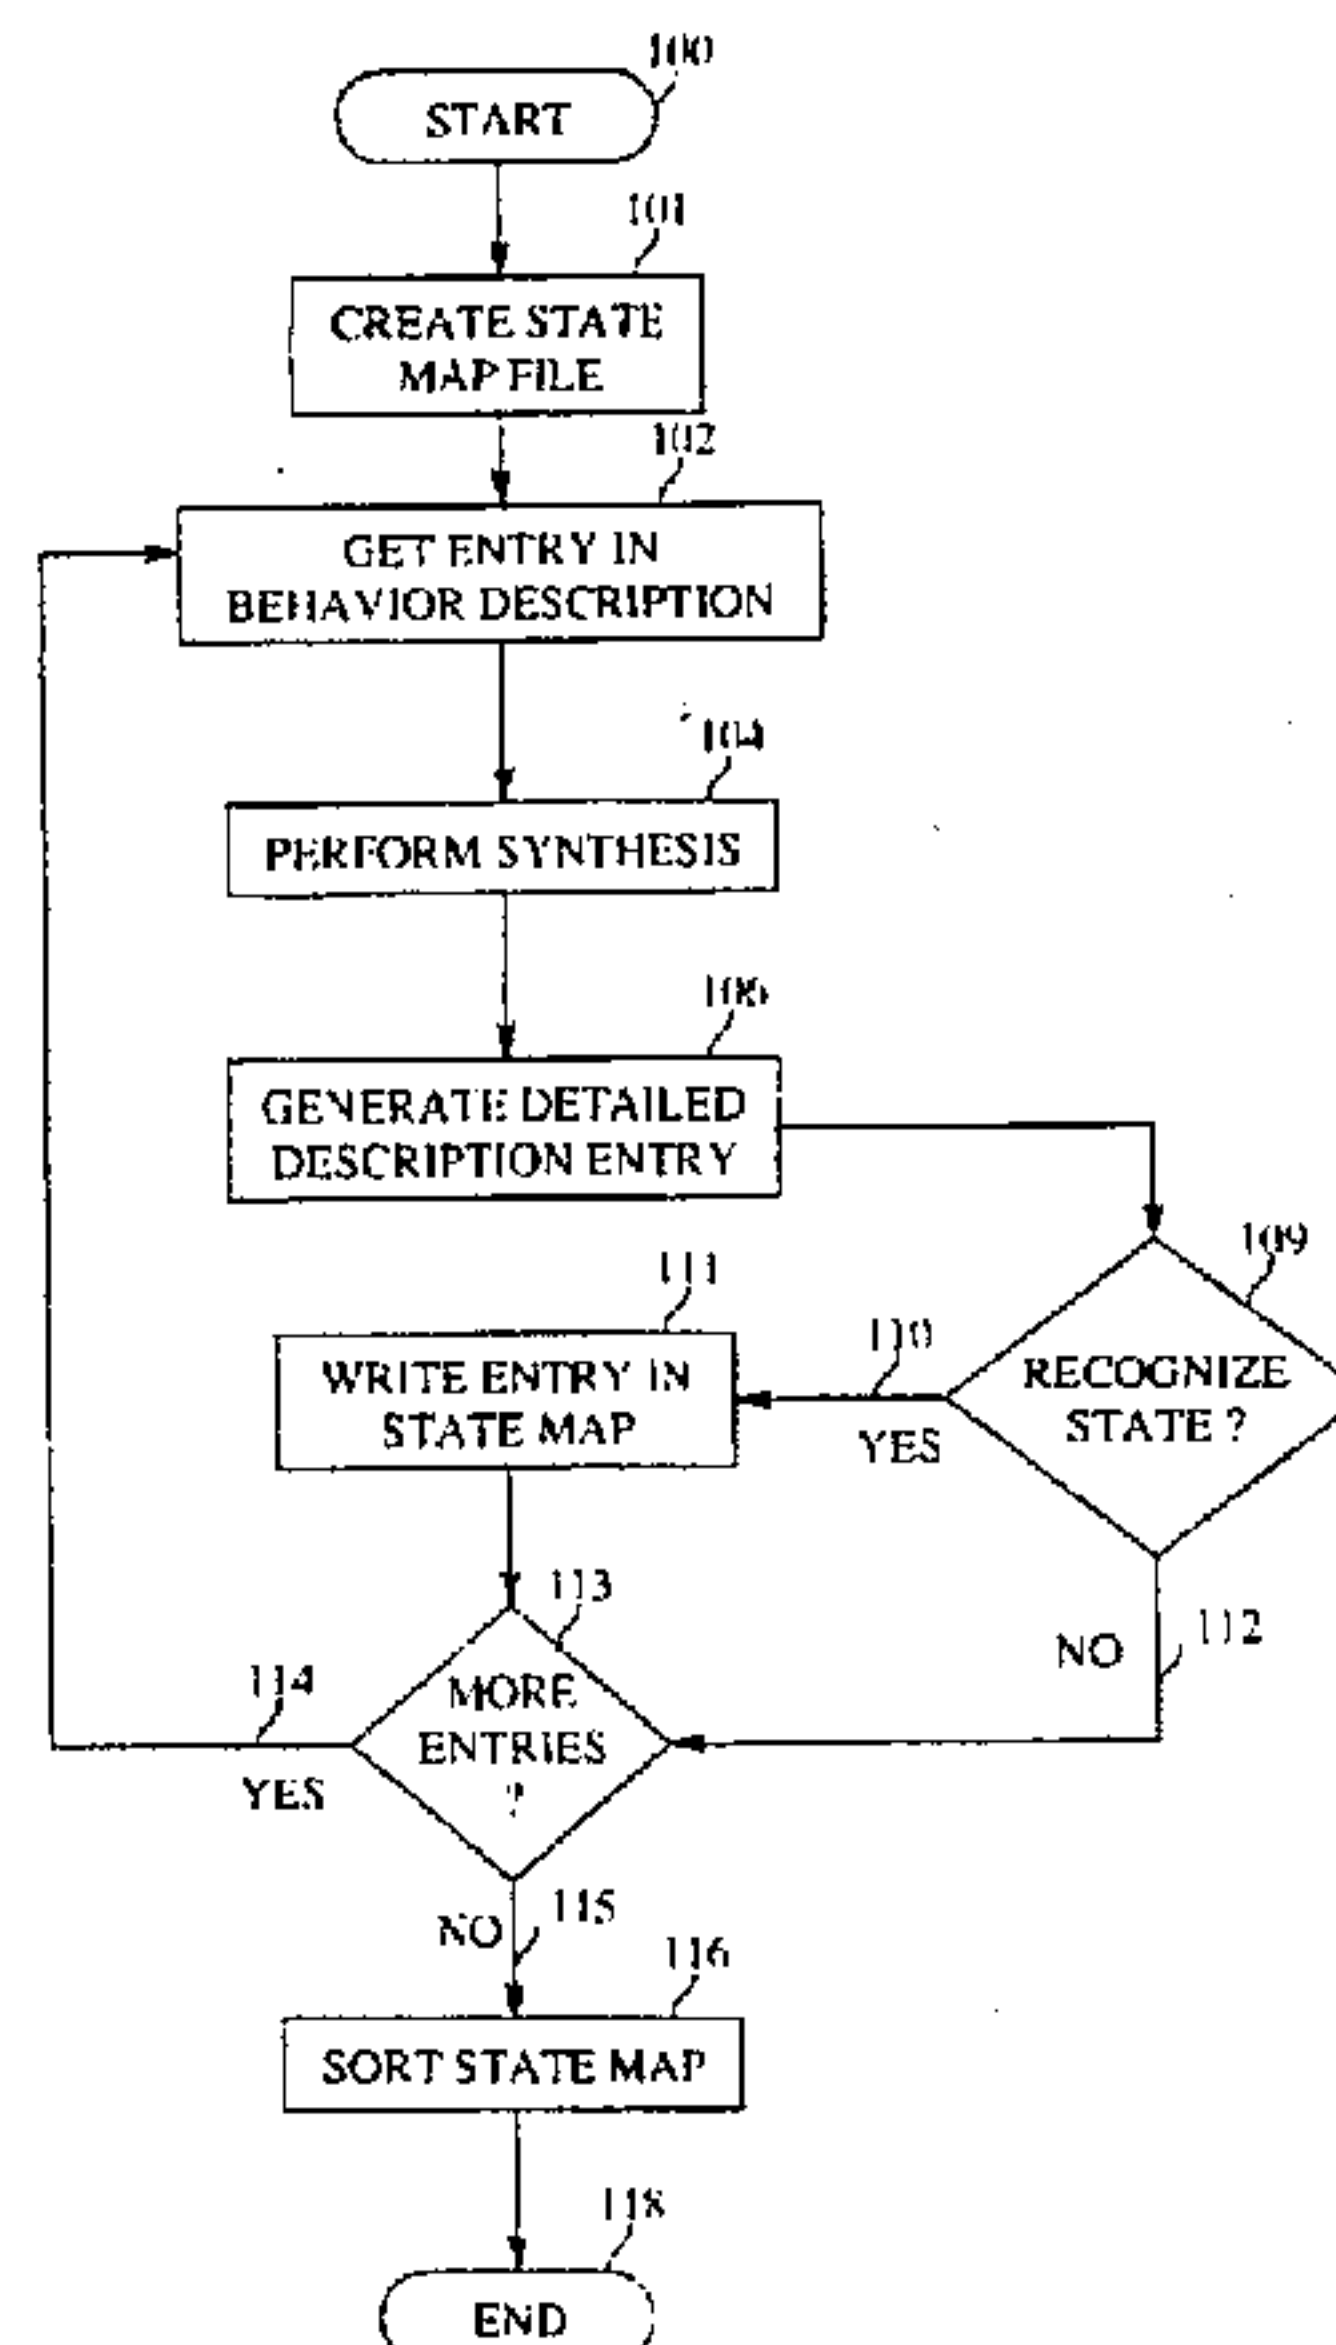 100
START
101
CREATE STATE
MAP FILE
102
GET ENTRY IN
BEHAVIOR DESCRIPTION
104
PERFORM SYNTHESIS
106
GENERATE DETAILED
DESCRIPTION ENTRY
109
RECOGNIZE
STATE ?
110
YES
111
WRITE ENTRY IN
STATE MAP
112
NO
113
MORE
ENTRIES
?
114
YES
115
NO
116
SORT STATE MAP
118
END